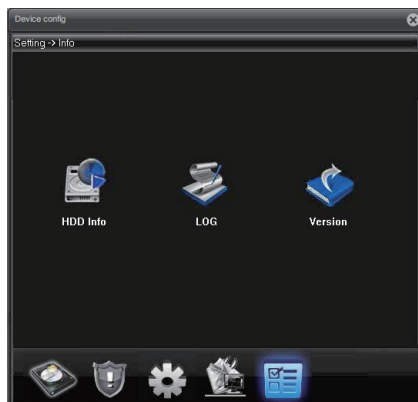 Device config
Setting -> Info
HDD Info
LOG
Version